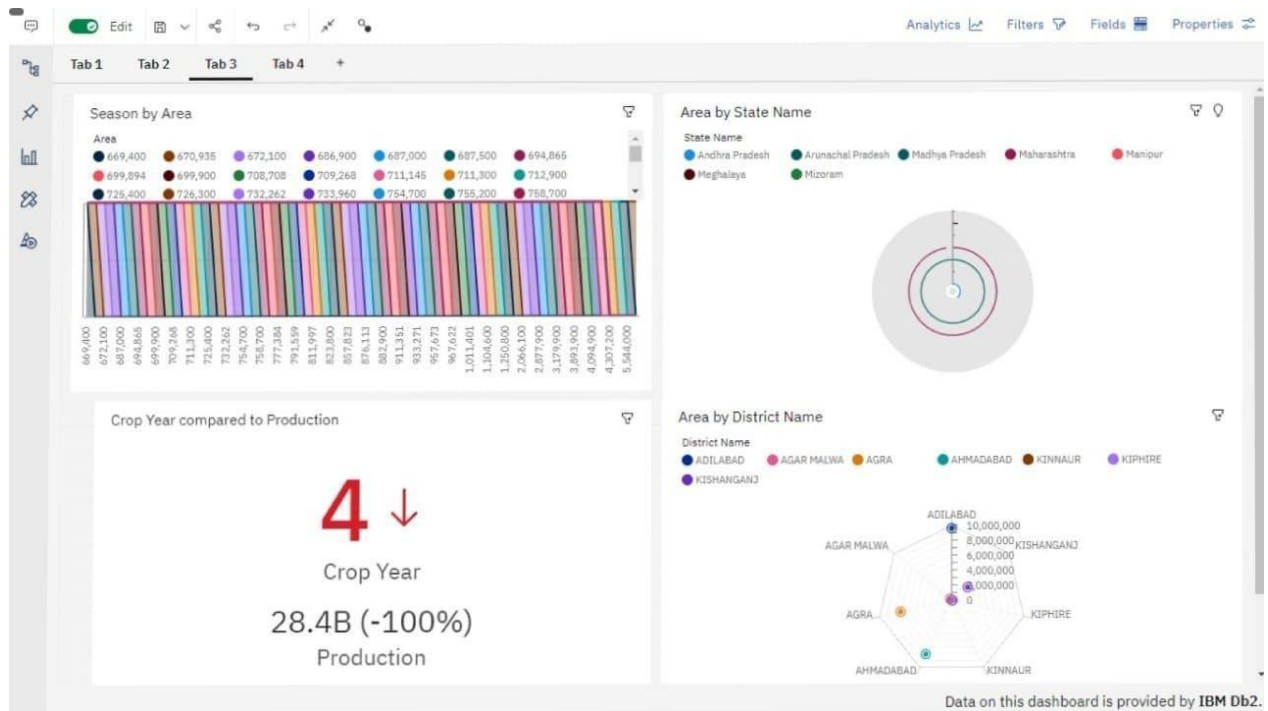 Edit
Analytics Filters Fields Properties
Tab 1 Tab 2 Tab 3 Tab 4 +
Season by Area
Area
669,400 670,935 672,100 686,900 687,000 687,500 694,865
699,894 699,900 708,708 709,268 711,145 711,300 712,900
725,400 726,300 732,262 733,960 754,700 755,200 758,700
669,400 672,100 687,000 694,865 699,900 709,268 711,300 725,400 732,262 754,700 758,700 777,384 791,559 811,997 823,800 857,823 876,113 882,900 911,351 933,271 957,673 967,622 1,011,401 1,104,600 1,250,800 2,066,100 2,877,900 3,179,900 3,893,900 4,094,900 4,307,200 5,544,000
Area by State Name
State Name
Andhra Pradesh Arunachal Pradesh Madhya Pradesh Maharashtra Manipur
Meghalaya Mizoram
Crop Year compared to Production
4
Crop Year
28.4B (-100%)
Production
Area by District Name
District Name
ADILABAD AGAR MALWA AGRA AHMADABAD KINNAUR KIPHIRE
KISHANGANJ
ADILABAD
10,000,000
AGAR MALWA 8,000,000 KISHANGANJ
6,000,000
4,000,000
0
AGRA KIPHIRE
AHMADABAD KINNAUR
Data on this dashboard is provided by IBM Db2.